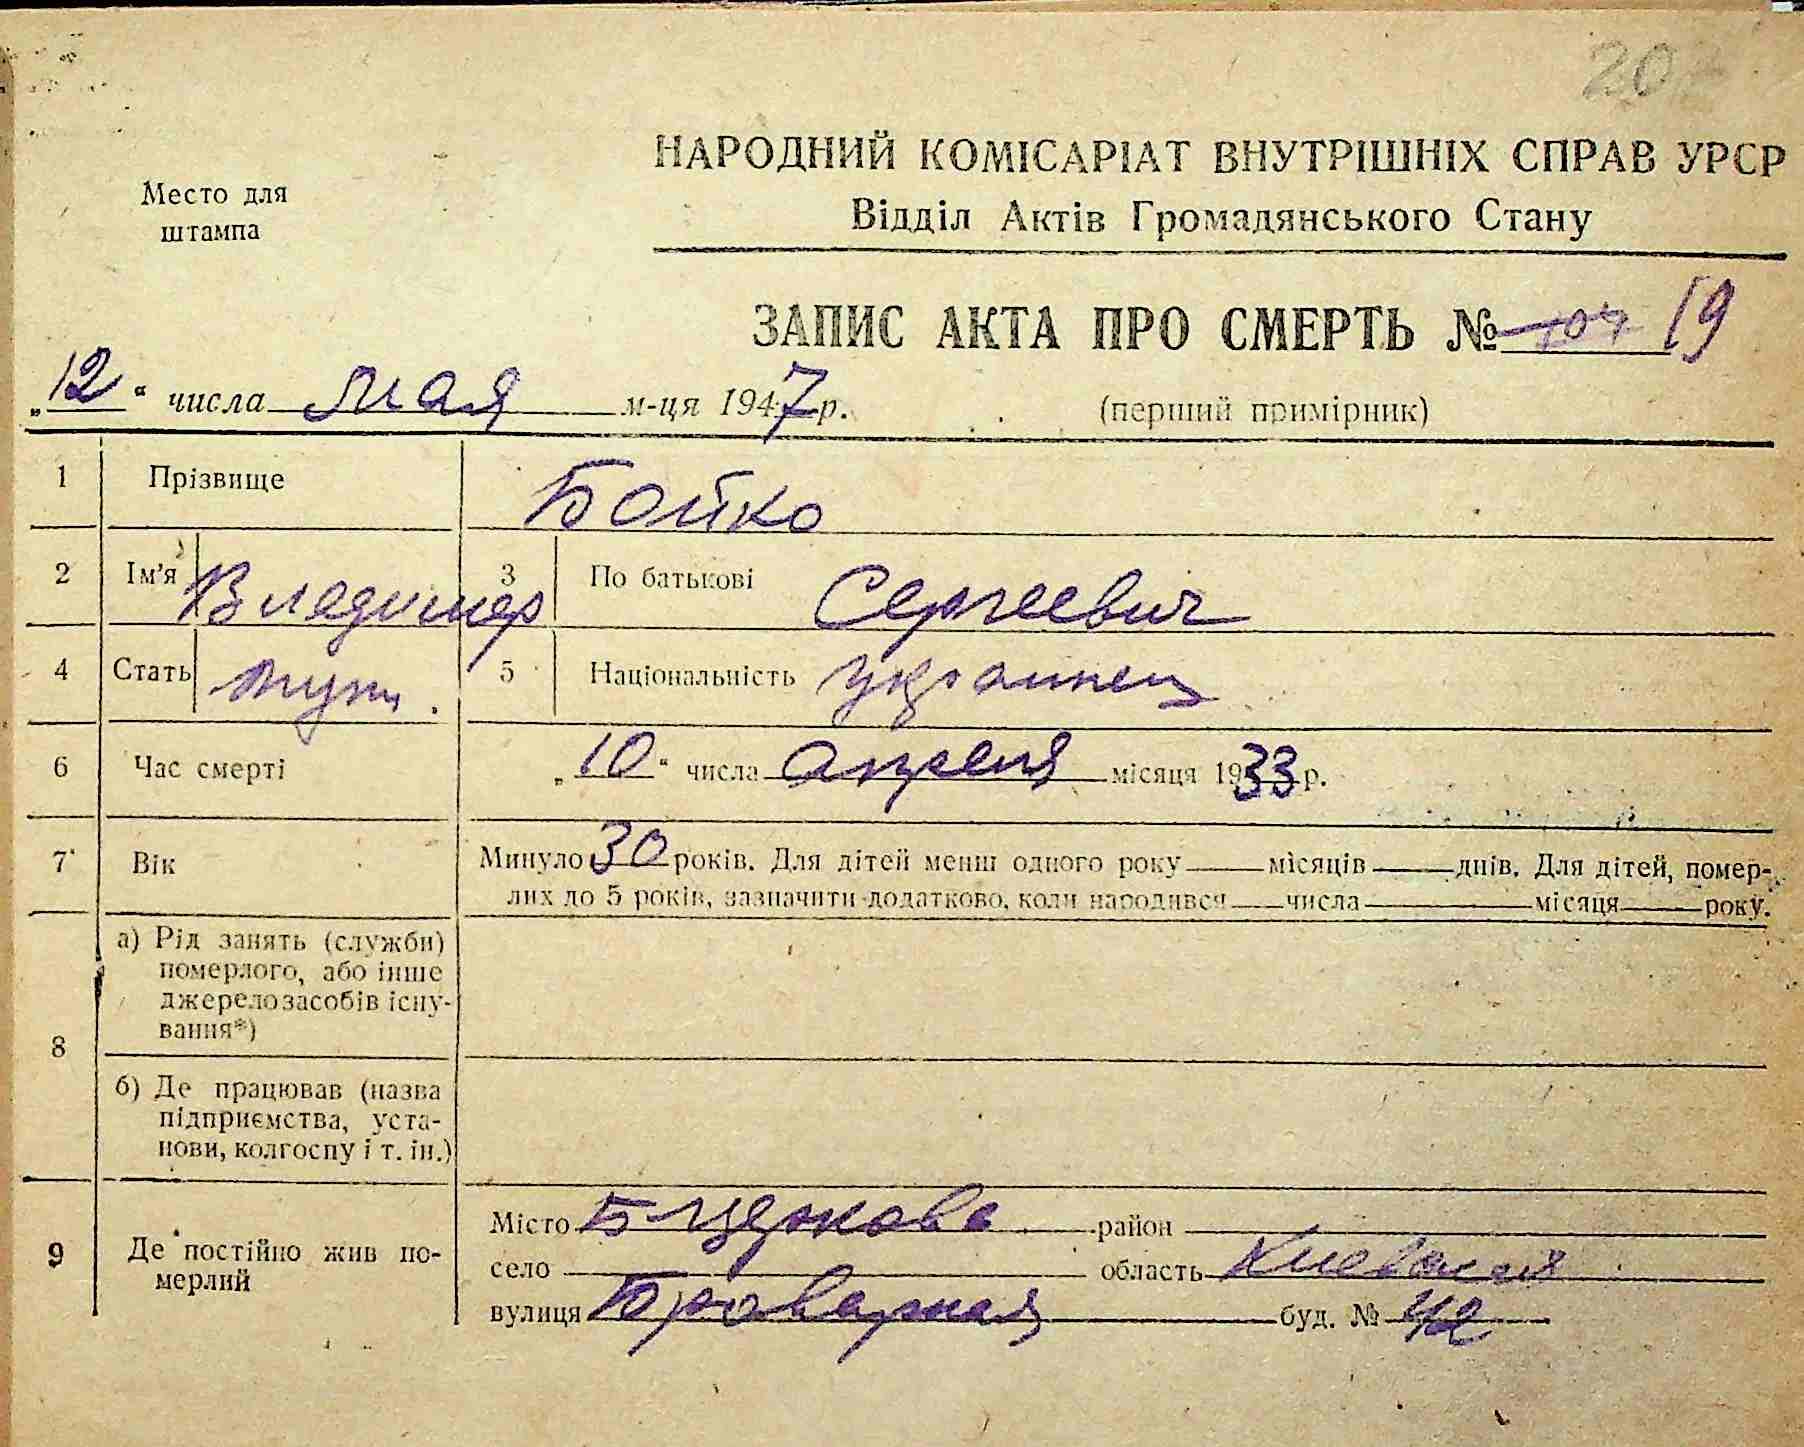 20
Место для
штампа
НАРОДНИЙ КОМІСАРІАТ ВНУТРІШНІХ СПРАВ УРСР
Відділ Актів Громадянського Стану
ЗАПИС АКТА ПРО СМЕРТЬ № 104 19
„12“ числа мая м-ця 1947 р. (перший примірник)
1 Прізвище Бойко
2 Ім'я Владимер 3 По батькові Сергеевич
4 Стать муж. 5 Національність украинец
6 Час смерті „10“ числа апреля місяця 1933 р.
7 Вік Минуло 30 років. Для дітей менш одного року місяців днів. Для дітей, помер-
лих до 5 років, зазначити додатково, коли народився числа місяця року.
8 а) Рід занять (служби)
померлого, або інше
джерело засобів існу-
вання*)
б) Де працював (назва
підприємства, уста-
нови, колгоспу і т. ін.)
9 Де постійно жив по-
мерлий
Місто Б Церковь район
село область Киевская
вулиця Броварная буд. № 42